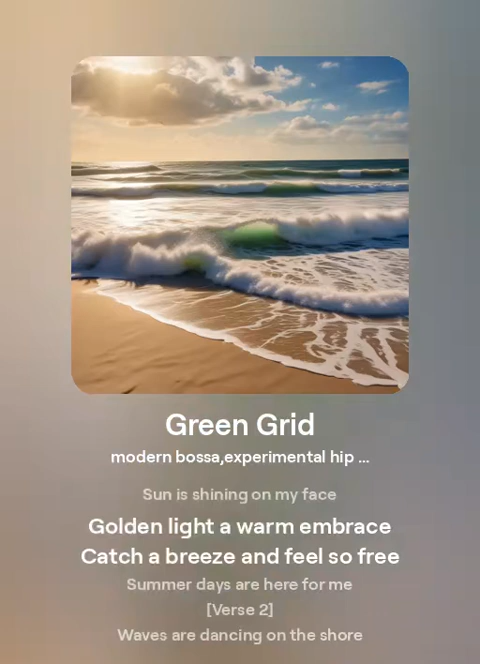 Green Grid
modern bossa,experimental hip ...
Sun is shining on my face
Golden light a warm embrace
Catch a breeze and feel so free
Summer days are here for me
[Verse 2]
Waves are dancing on the shore